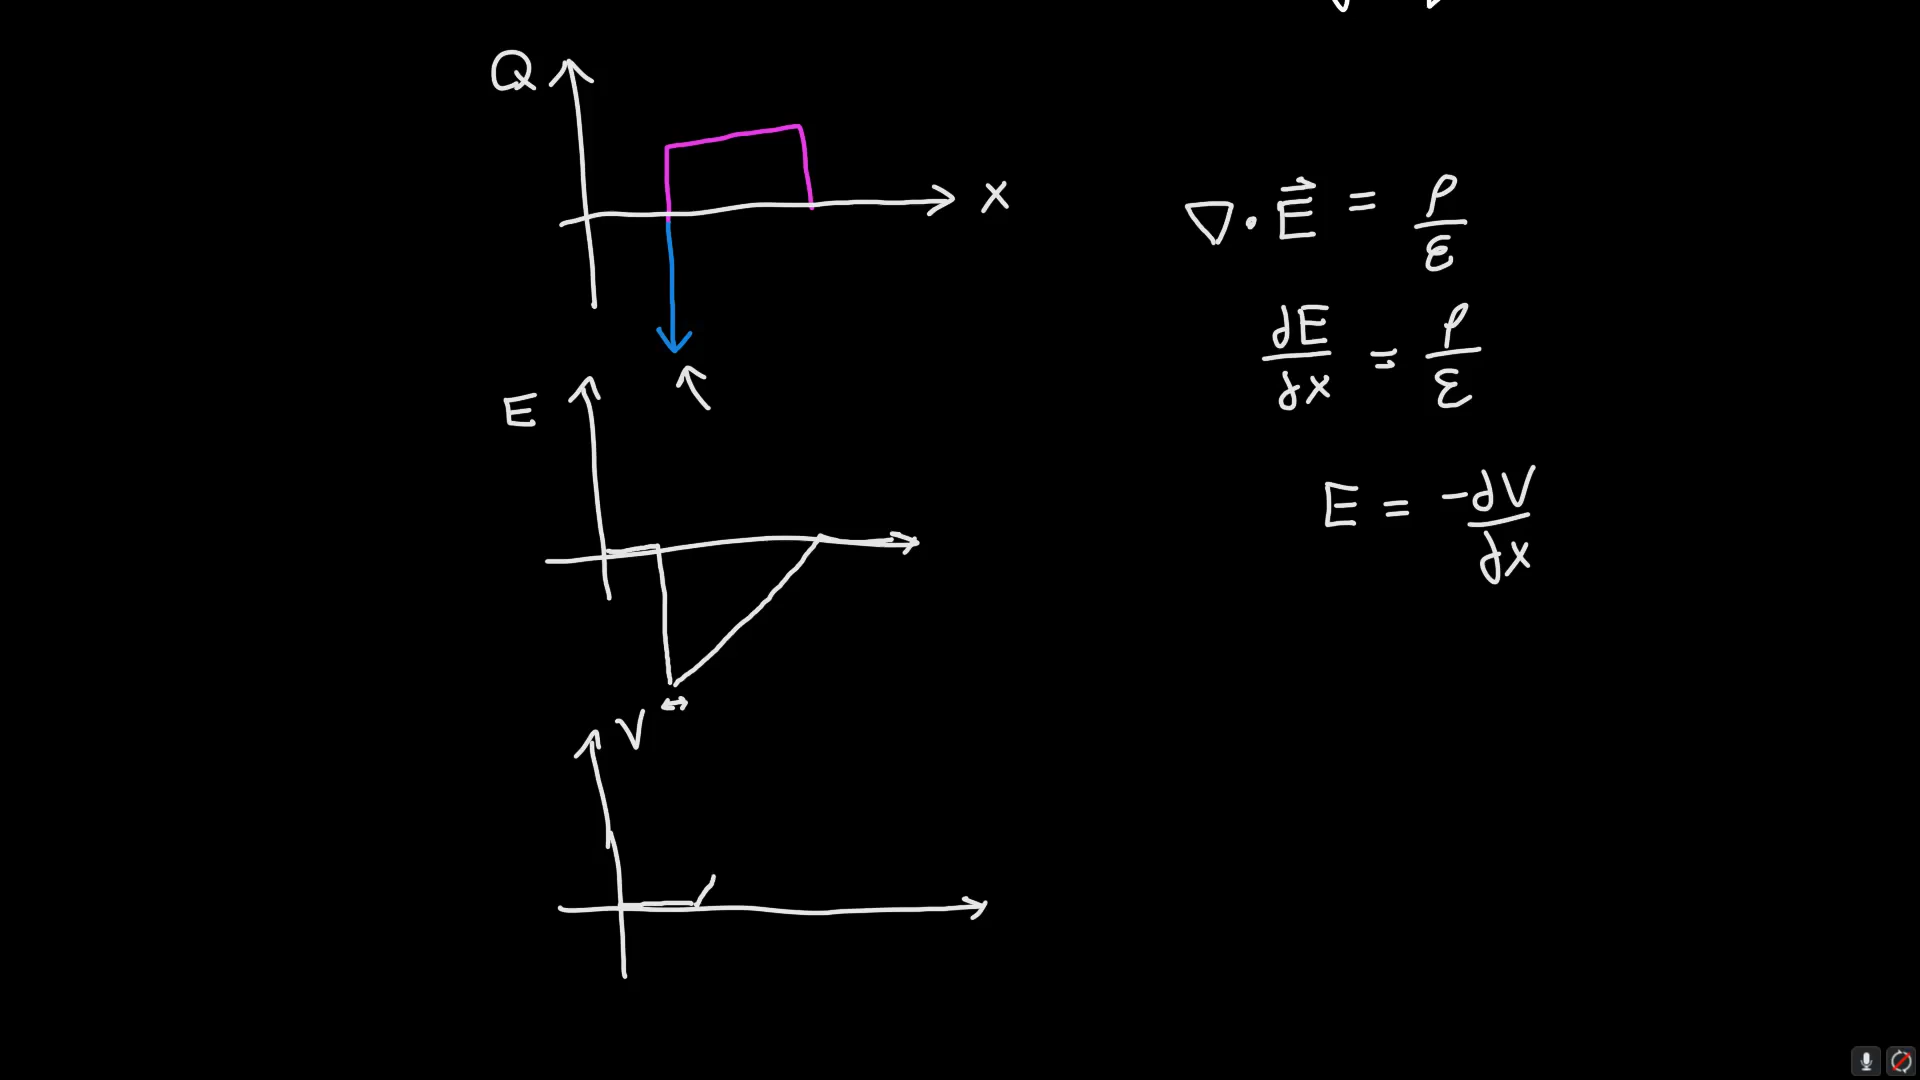 Q
X
∇ · E⃗ = ρ/ε
dE/dx = ρ/ε
E
E = -dV/dx
V